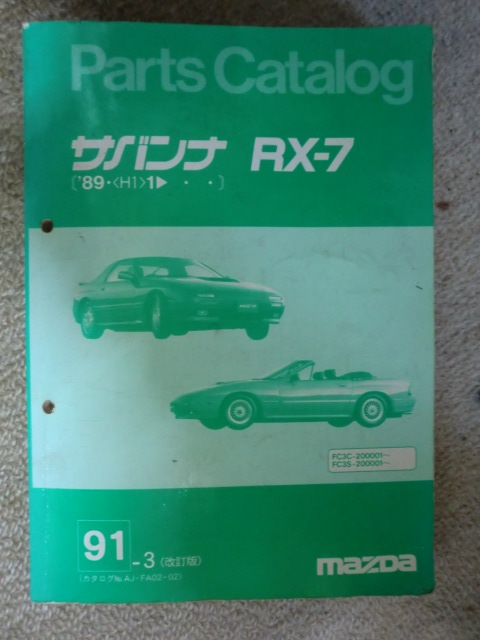 Parts Catalog
サバンナ RX-7
〔'89・〈H1〉1▶ ・ ・ 〕
FC3C-200001~
FC3S-200001~
91-3(改訂版)
(カタログNo.AJ-FA02-02)
mazda